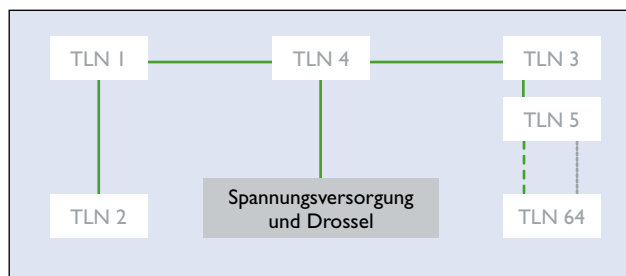 TLN 1
TLN 4
TLN 3
TLN 5
Spannungsversorgung
und Drossel
TLN 2
TLN 64